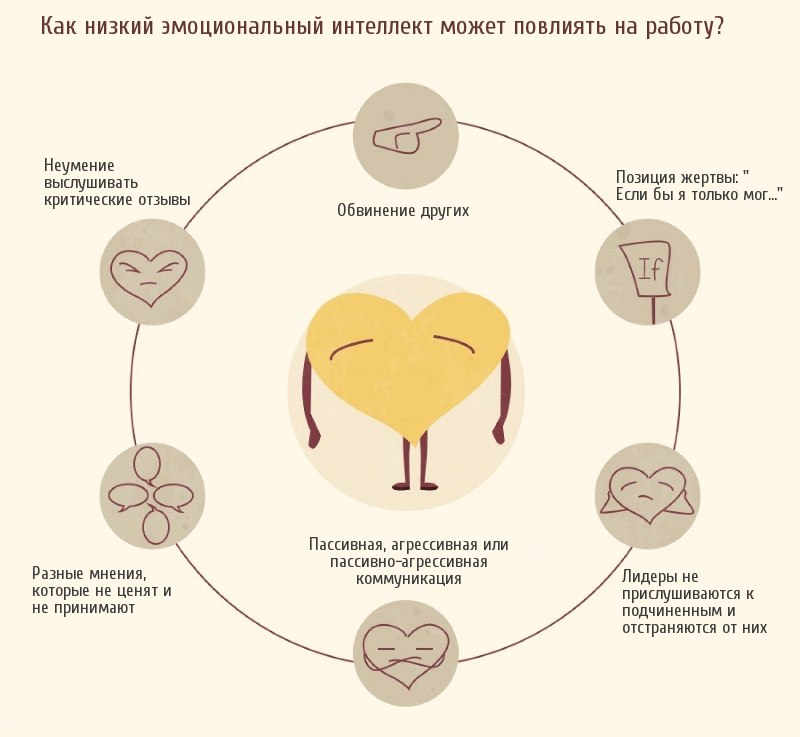 Как низкий эмоциональный интеллект может повлиять на работу?
Обвинение других
Неумение
выслушивать
критические отзывы
Позиция жертвы: "
Если бы я только мог..."
If
Разные мнения,
которые не ценят и
не принимают
Пассивная, агрессивная или
пассивно-агрессивная
коммуникация
Лидеры не
прислушиваются к
подчиненным и
отстраняются от них